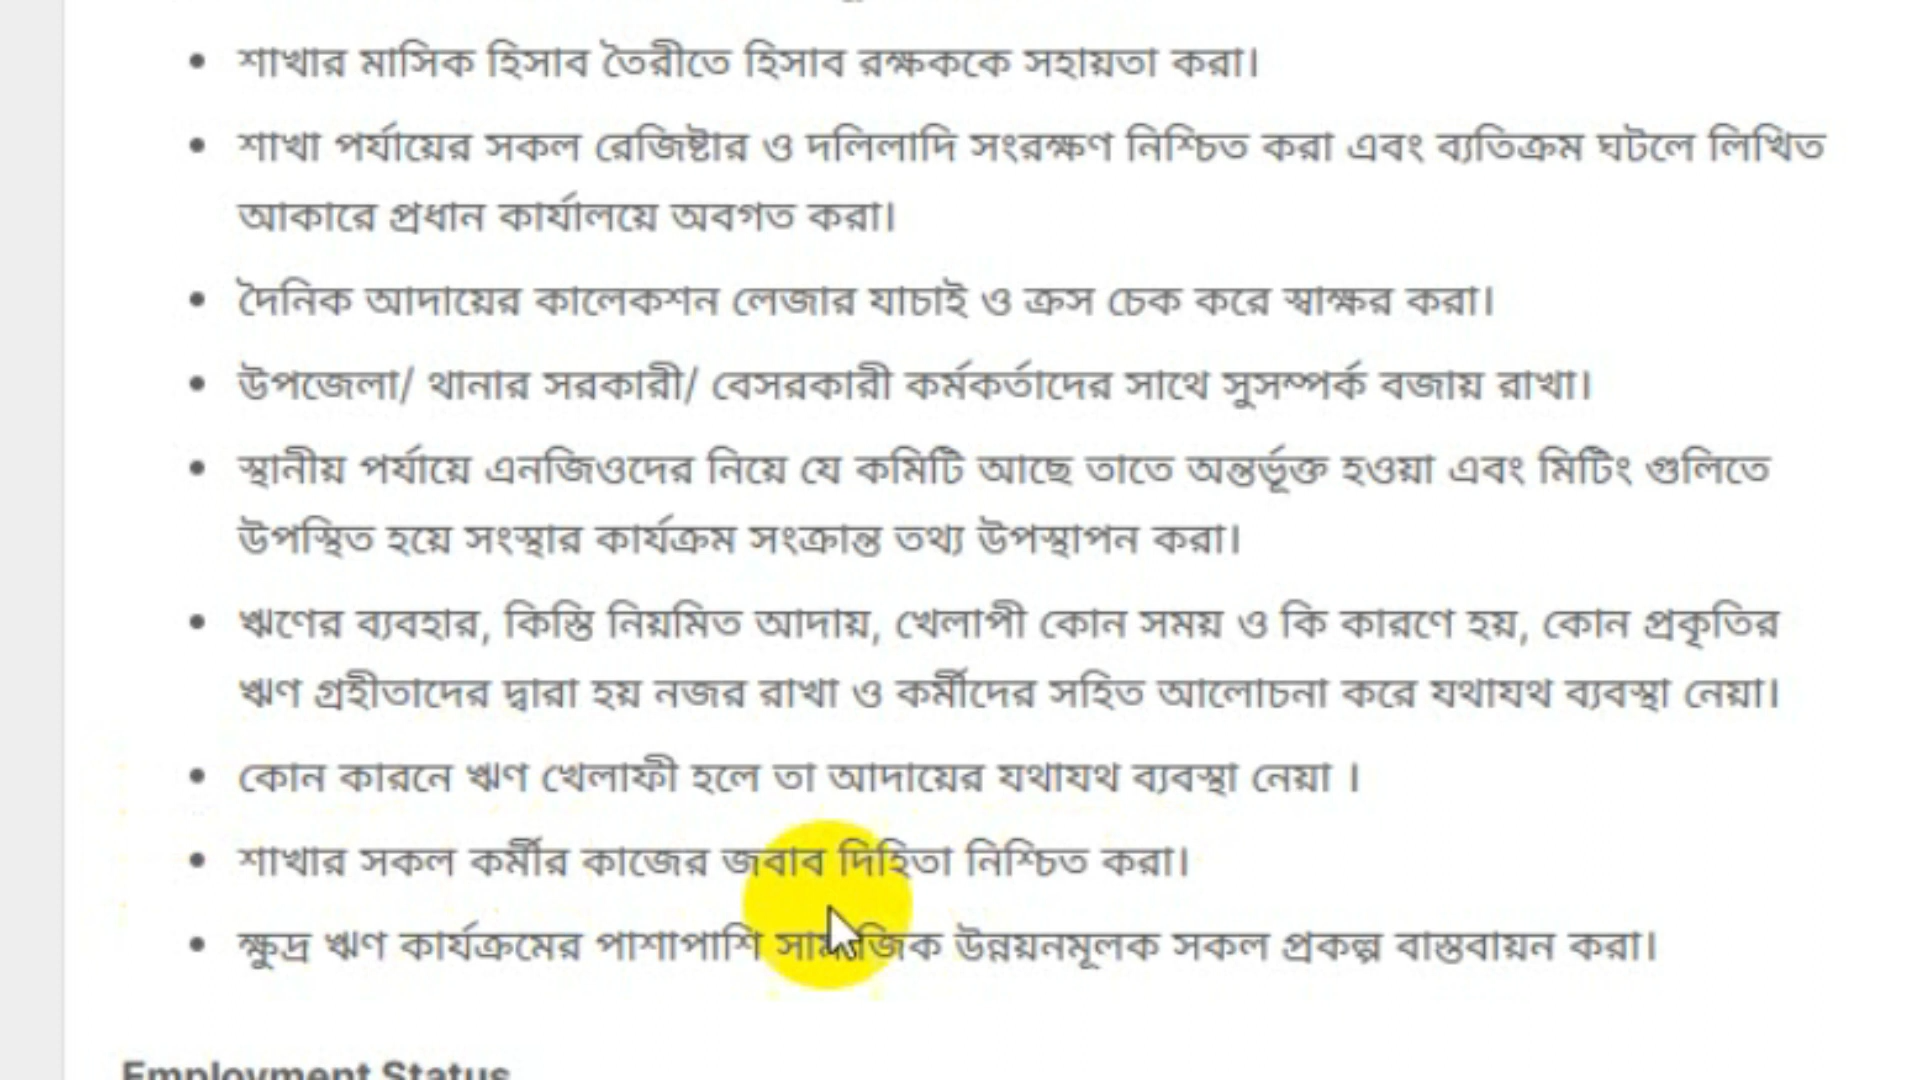 • শাখার মাসিক হিসাব তৈরীতে হিসাব রক্ষককে সহায়তা করা।
• শাখা পর্যায়ের সকল রেজিষ্টার ও দলিলাদি সংরক্ষণ নিশ্চিত করা এবং ব্যতিক্রম ঘটলে লিখিত
আকারে প্রধান কার্যালয়ে অবগত করা।
• দৈনিক আদায়ের কালেকশন লেজার যাচাই ও ক্রস চেক করে স্বাক্ষর করা।
• উপজেলা/ থানার সরকারী/ বেসরকারী কর্মকর্তাদের সাথে সুসম্পর্ক বজায় রাখা।
• স্থানীয় পর্যায়ে এনজিওদের নিয়ে যে কমিটি আছে তাতে অন্তর্ভূক্ত হওয়া এবং মিটিং গুলিতে
উপস্থিত হয়ে সংস্থার কার্যক্রম সংক্রান্ত তথ্য উপস্থাপন করা।
• ঋণের ব্যবহার, কিস্তি নিয়মিত আদায়, খেলাপী কোন সময় ও কি কারণে হয়, কোন প্রকৃতির
ঋণ গ্রহীতাদের দ্বারা হয় নজর রাখা ও কর্মীদের সহিত আলোচনা করে যথাযথ ব্যবস্থা নেয়া।
• কোন কারনে ঋণ খেলাফী হলে তা আদায়ের যথাযথ ব্যবস্থা নেয়া ।
• শাখার সকল কর্মীর কাজের জবাব দিহিতা নিশ্চিত করা।
• ক্ষুদ্র ঋণ কার্যক্রমের পাশাপাশি সামাজিক উন্নয়নমূলক সকল প্রকল্প বাস্তবায়ন করা।
Employment Status